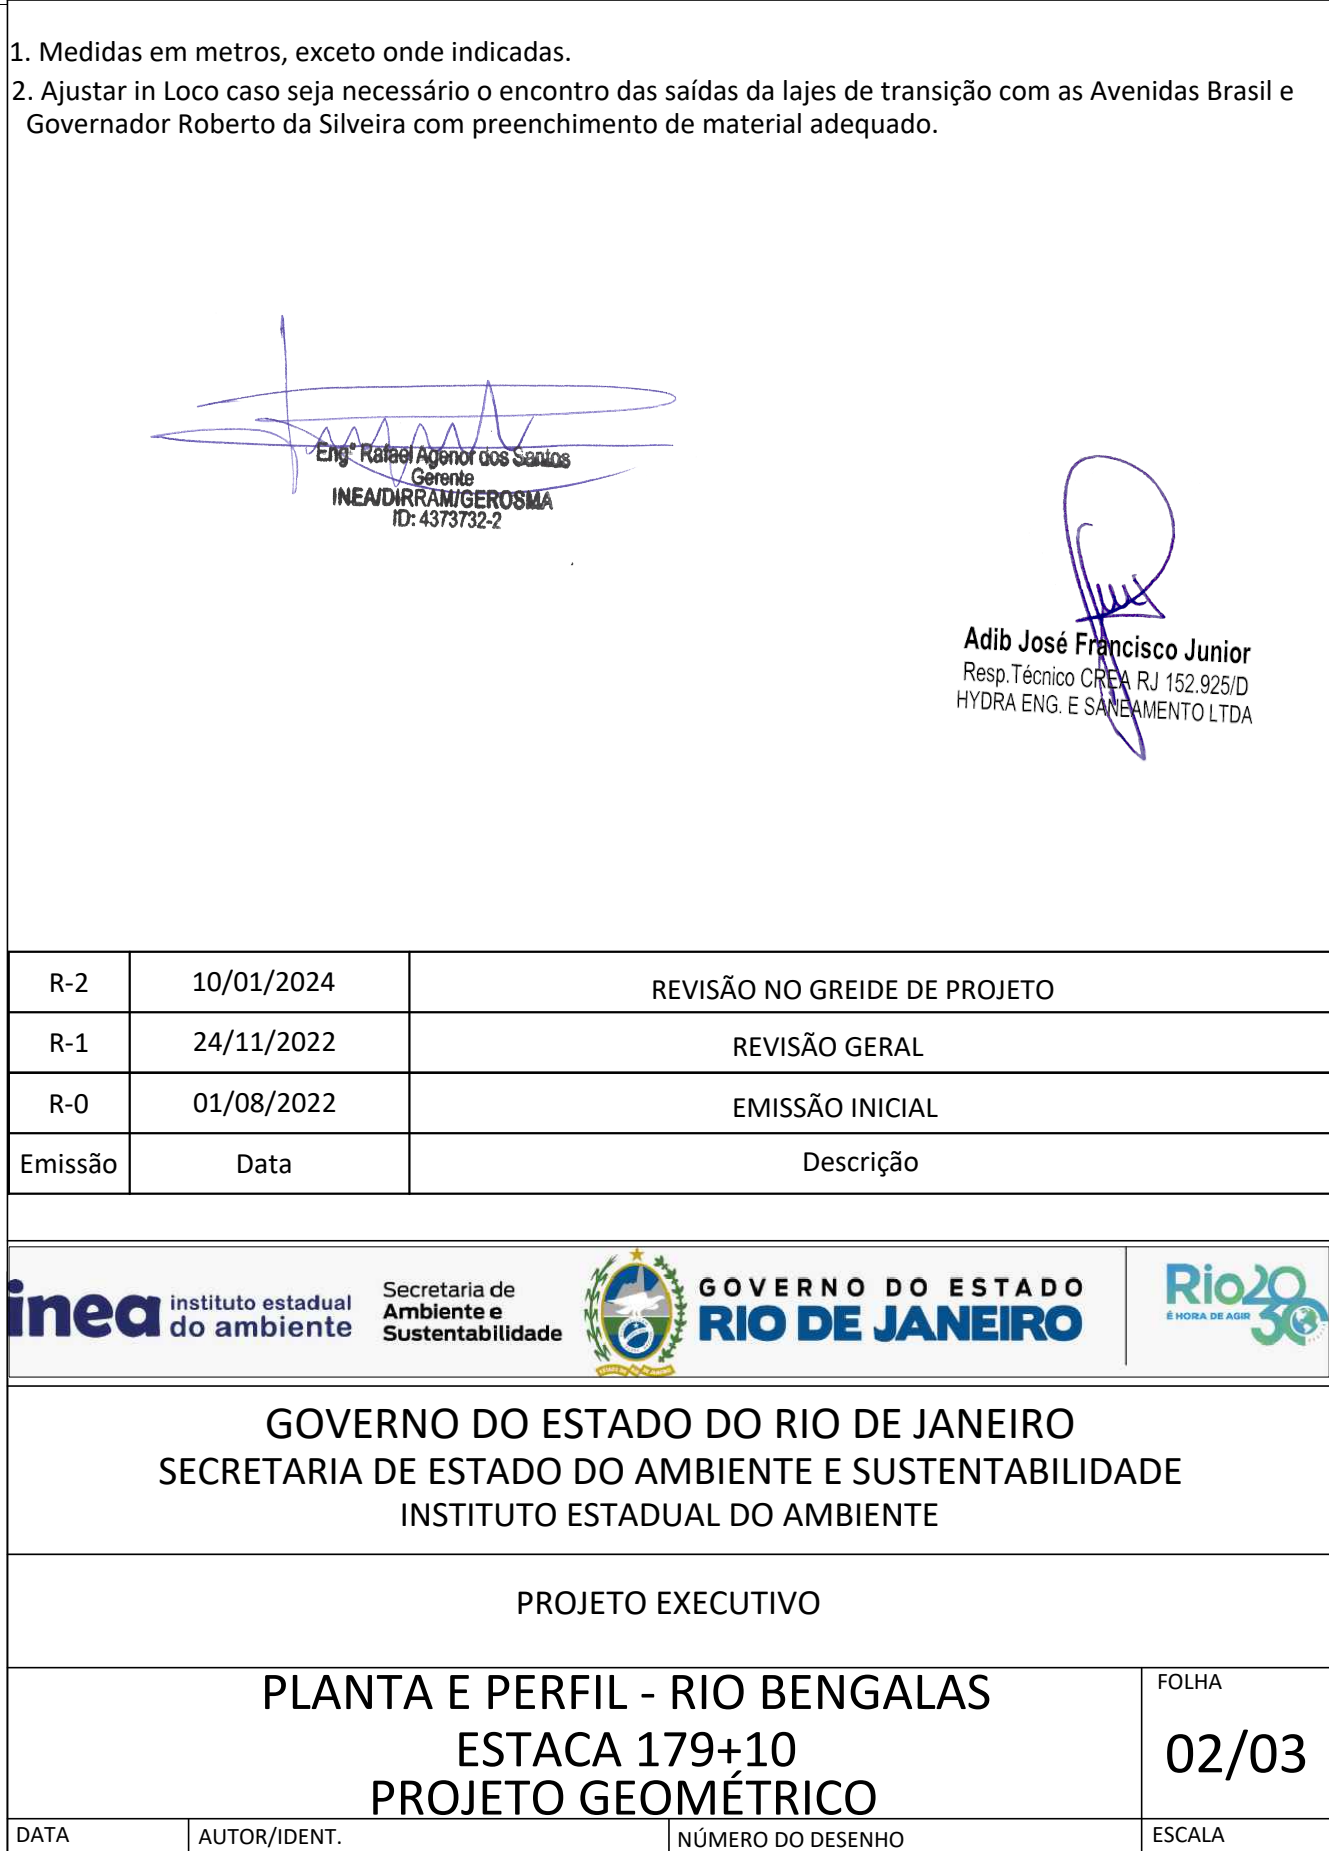 1. Medidas em metros, exceto onde indicadas.
2. Ajustar in Loco caso seja necessário o encontro das saídas da lajes de transição com as Avenidas Brasil e
Governador Roberto da Silveira com preenchimento de material adequado.
Engº Rafael Agenor dos Santos
Gerente
INEA/DIRRAM/GEROSMA
ID: 4373732-2
Adib José Francisco Junior
Resp.Técnico CREA RJ 152.925/D
HYDRA ENG. E SANEAMENTO LTDA
R-2 10/01/2024 REVISÃO NO GREIDE DE PROJETO
R-1 24/11/2022 REVISÃO GERAL
R-0 01/08/2022 EMISSÃO INICIAL
Emissão Data Descrição
inea instituto estadual do ambiente
Secretaria de
Ambiente e
Sustentabilidade
GOVERNO DO ESTADO
RIO DE JANEIRO
Rio2030
É HORA DE AGIR
GOVERNO DO ESTADO DO RIO DE JANEIRO
SECRETARIA DE ESTADO DO AMBIENTE E SUSTENTABILIDADE
INSTITUTO ESTADUAL DO AMBIENTE
PROJETO EXECUTIVO
PLANTA E PERFIL - RIO BENGALAS
ESTACA 179+10
PROJETO GEOMÉTRICO
FOLHA
02/03
DATA AUTOR/IDENT. NÚMERO DO DESENHO ESCALA